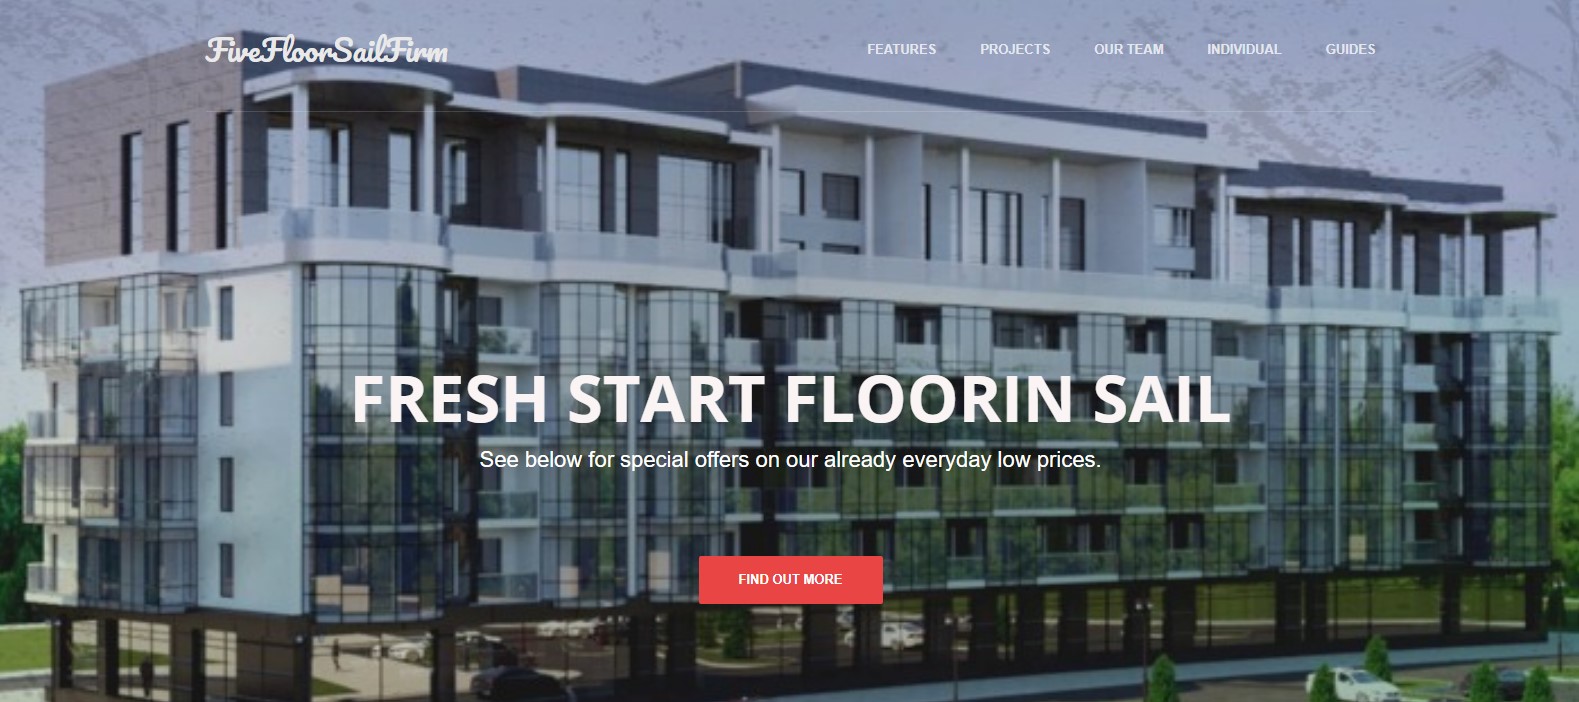 FiveFloorSailFirm
FEATURES PROJECTS OUR TEAM INDIVIDUAL GUIDES
FRESH START FLOORIN SAIL
See below for special offers on our already everyday low prices.
FIND OUT MORE